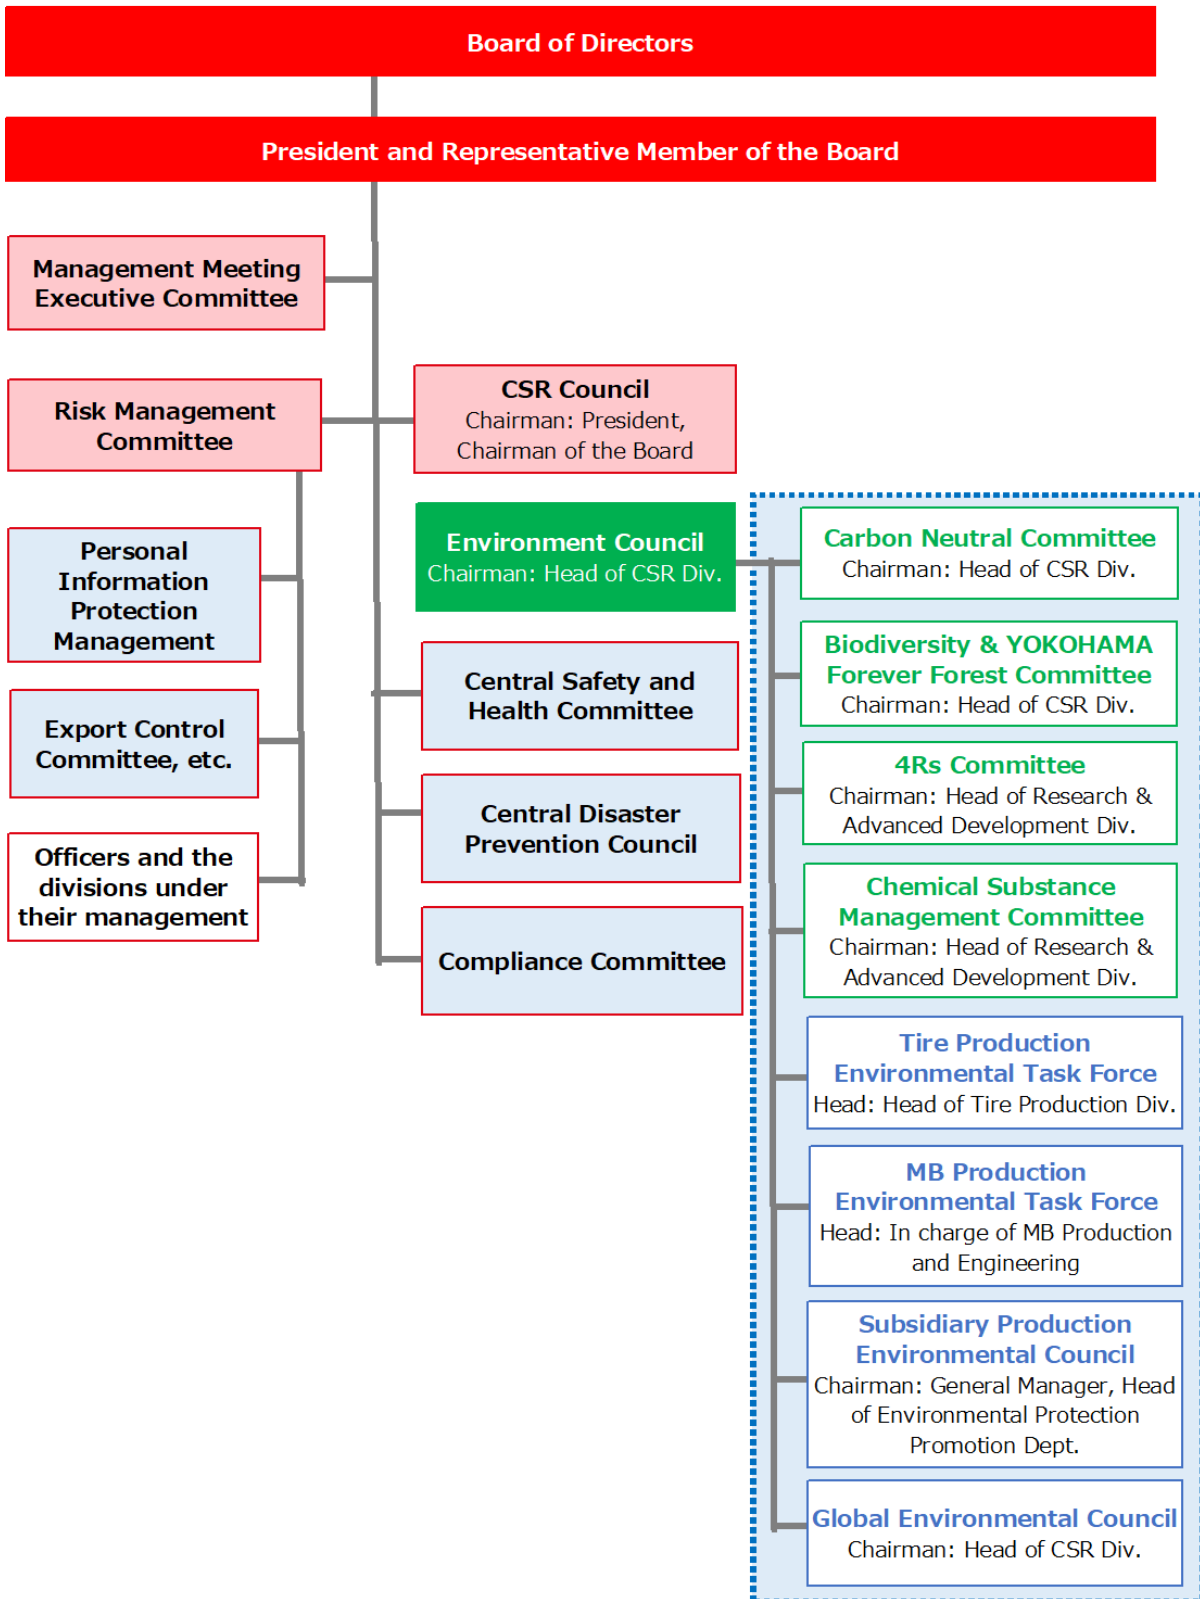 Board of Directors
President and Representative Member of the Board
Management Meeting
Executive Committee
Risk Management
Committee
CSR Council
Chairman: President,
Chairman of the Board
Personal
Information
Protection
Management
Export Control
Committee, etc.
Officers and the
divisions under
their management
Environment Council
Chairman: Head of CSR Div.
Central Safety and
Health Committee
Central Disaster
Prevention Council
Compliance Committee
Carbon Neutral Committee
Chairman: Head of CSR Div.
Biodiversity & YOKOHAMA
Forever Forest Committee
Chairman: Head of CSR Div.
4Rs Committee
Chairman: Head of Research &
Advanced Development Div.
Chemical Substance
Management Committee
Chairman: Head of Research &
Advanced Development Div.
Tire Production
Environmental Task Force
Head: Head of Tire Production Div.
MB Production
Environmental Task Force
Head: In charge of MB Production
and Engineering
Subsidiary Production
Environmental Council
Chairman: General Manager, Head
of Environmental Protection
Promotion Dept.
Global Environmental Council
Chairman: Head of CSR Div.